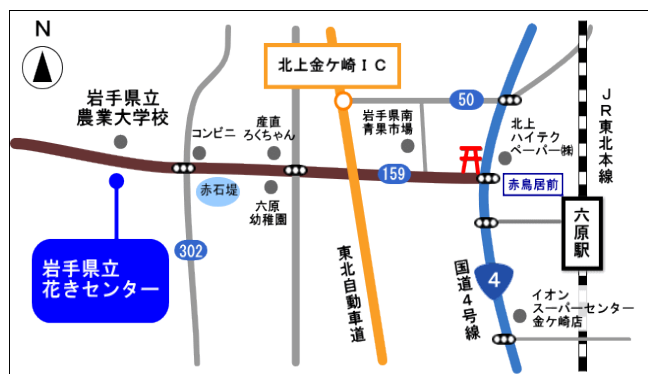 N
北上金ケ崎ＩＣ
ＪＲ東北本線
50
岩手県立
農業大学校
コンビニ
産直
ろくちゃん
岩手県南
青果市場
北上
ハイテク
ペーパー㈱
159
赤鳥居前
赤石堤
六原
幼稚園
六原駅
302
岩手県立
花きセンター
東北自動車道
国道４号線
4
イオン
スーパーセンター
金ケ崎店